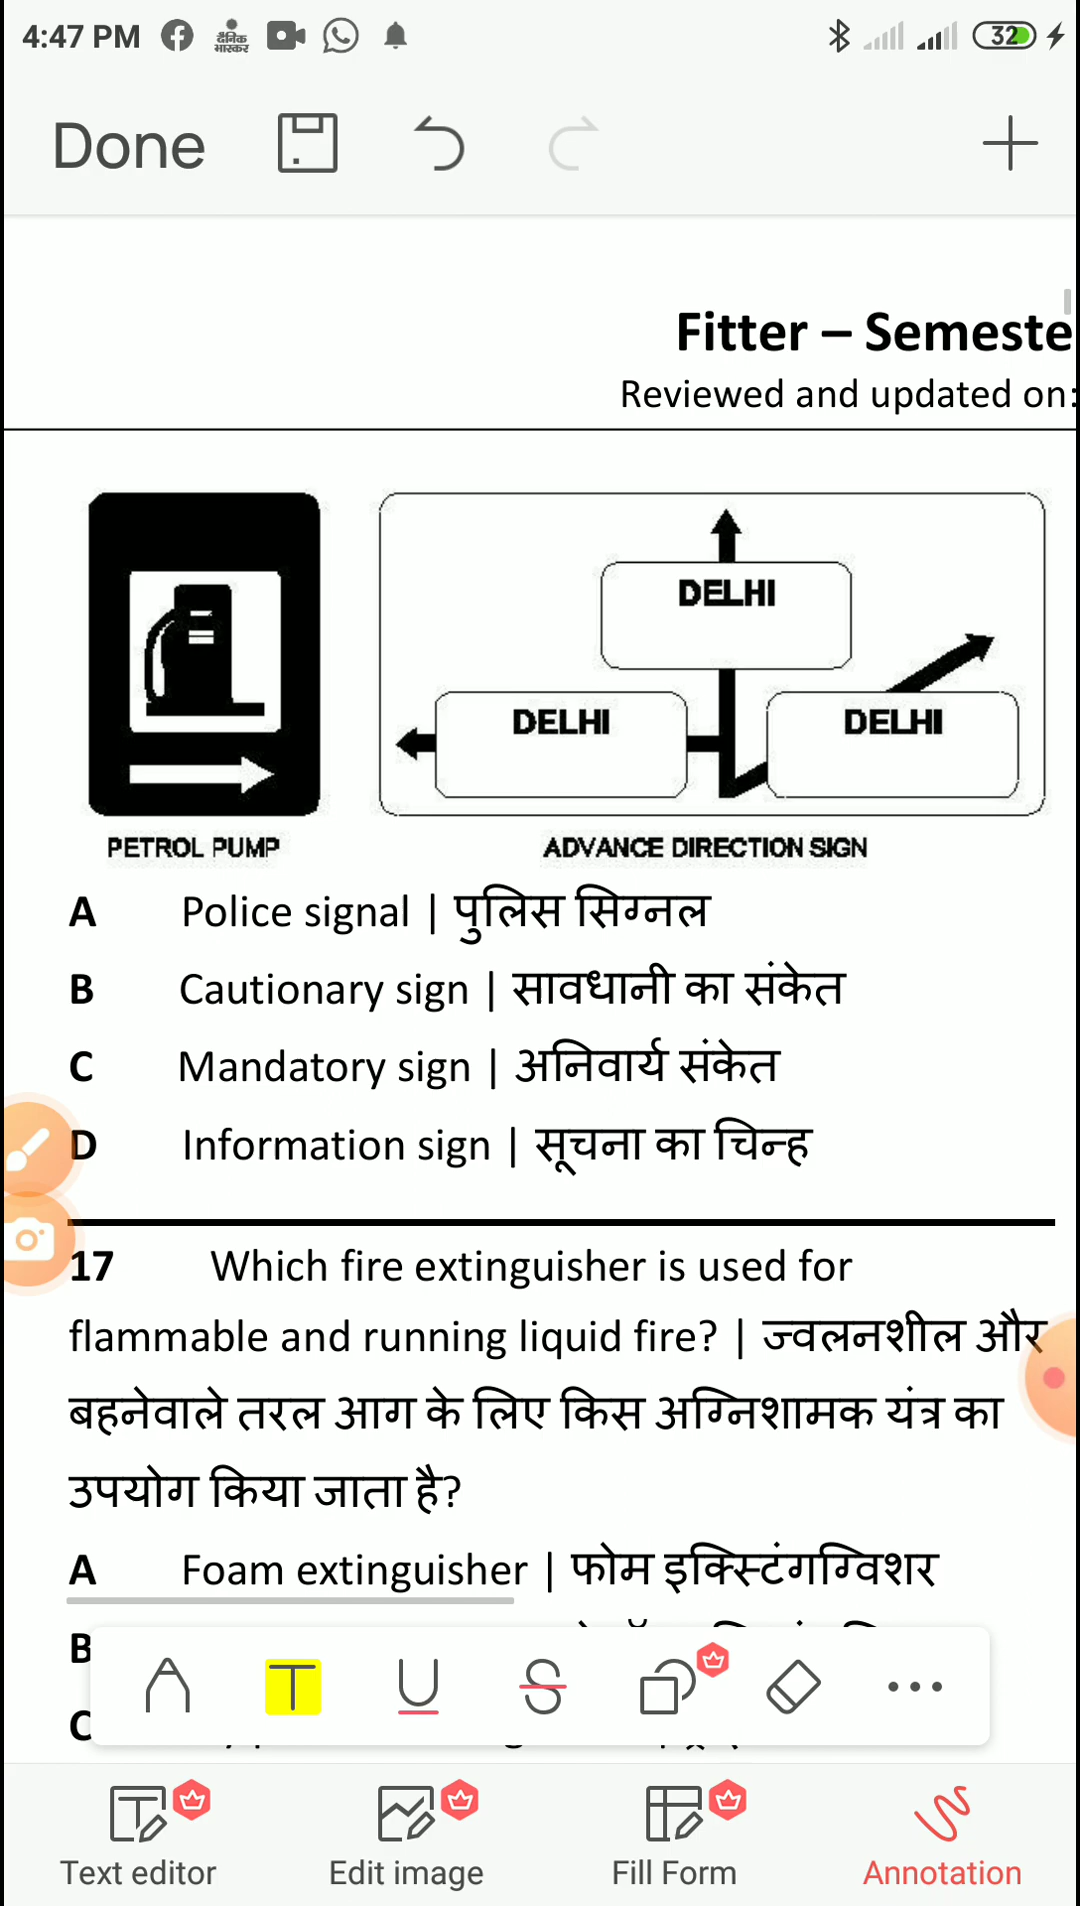 4:47 PM
दैनिक
भास्कर
32
Done
Fitter – Semeste
Reviewed and updated on:
DELHI
DELHI
DELHI
PETROL PUMP
ADVANCE DIRECTION SIGN
A Police signal | पुलिस सिग्नल
B Cautionary sign | सावधानी का संकेत
C Mandatory sign | अनिवार्य संकेत
D Information sign | सूचना का चिन्ह
17 Which fire extinguisher is used for
flammable and running liquid fire? | ज्वलनशील और
बहनेवाले तरल आग के लिए किस अग्निशामक यंत्र का
उपयोग किया जाता है?
A Foam extinguisher | फोम इक्स्टिंगग्विशर
B
C
Text editor
Edit image
Fill Form
Annotation